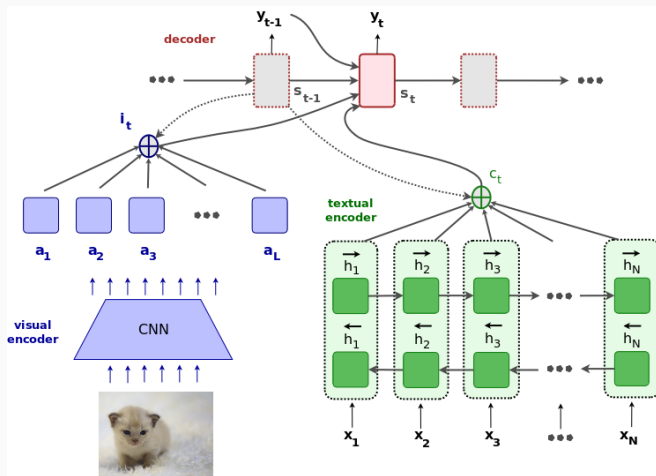 y_{t-1} y_t
decoder
s_{t-1} s_t
i_t
c_t
textual
encoder
a_1 a_2 a_3 a_L
h_1 h_2 h_3 h_N
visual
encoder
CNN
h_1 h_2 h_3 h_N
x_1 x_2 x_3 x_N